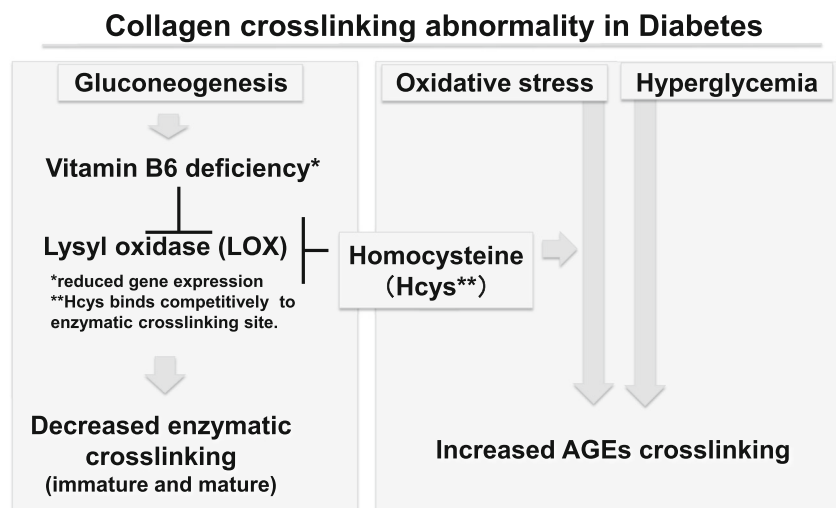 Collagen crosslinking abnormality in Diabetes
Gluconeogenesis
Vitamin B6 deficiency*
Lysyl oxidase (LOX)
*reduced gene expression
**Hcys binds competitively to
enzymatic crosslinking site.
Decreased enzymatic
crosslinking
(immature and mature)
Homocysteine
（Hcys**）
Oxidative stress
Hyperglycemia
Increased AGEs crosslinking